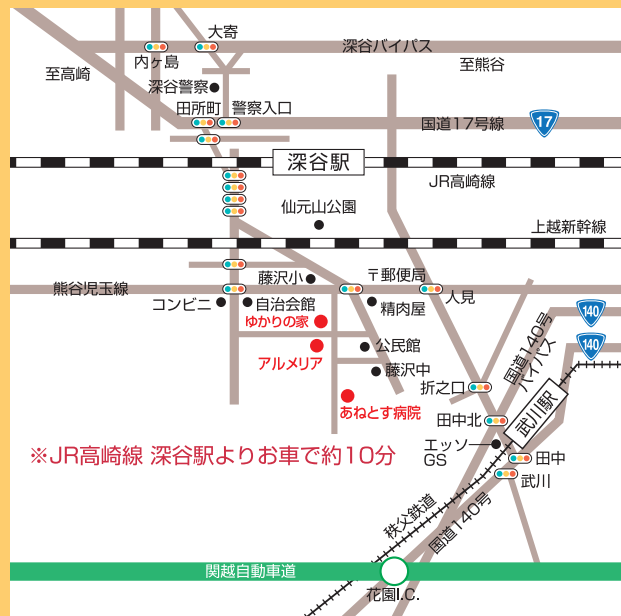 大寄
深谷バイパス
内ヶ島
至高崎
至熊谷
深谷警察
田所町
警察入口
国道17号線
17
深谷駅
JR高崎線
仙元山公園
上越新幹線
藤沢小
〒郵便局
熊谷児玉線
コンビニ
自治会館
精肉屋
人見
ゆかりの家
140
国道140号
バイパス
140
アルメリア
公民館
藤沢中
折之口
あねとす病院
田中北
武川駅
エッソ
GS
※JR高崎線 深谷駅よりお車で約10分
田中
武川
秩父鉄道
国道140号
関越自動車道
花園I.C.